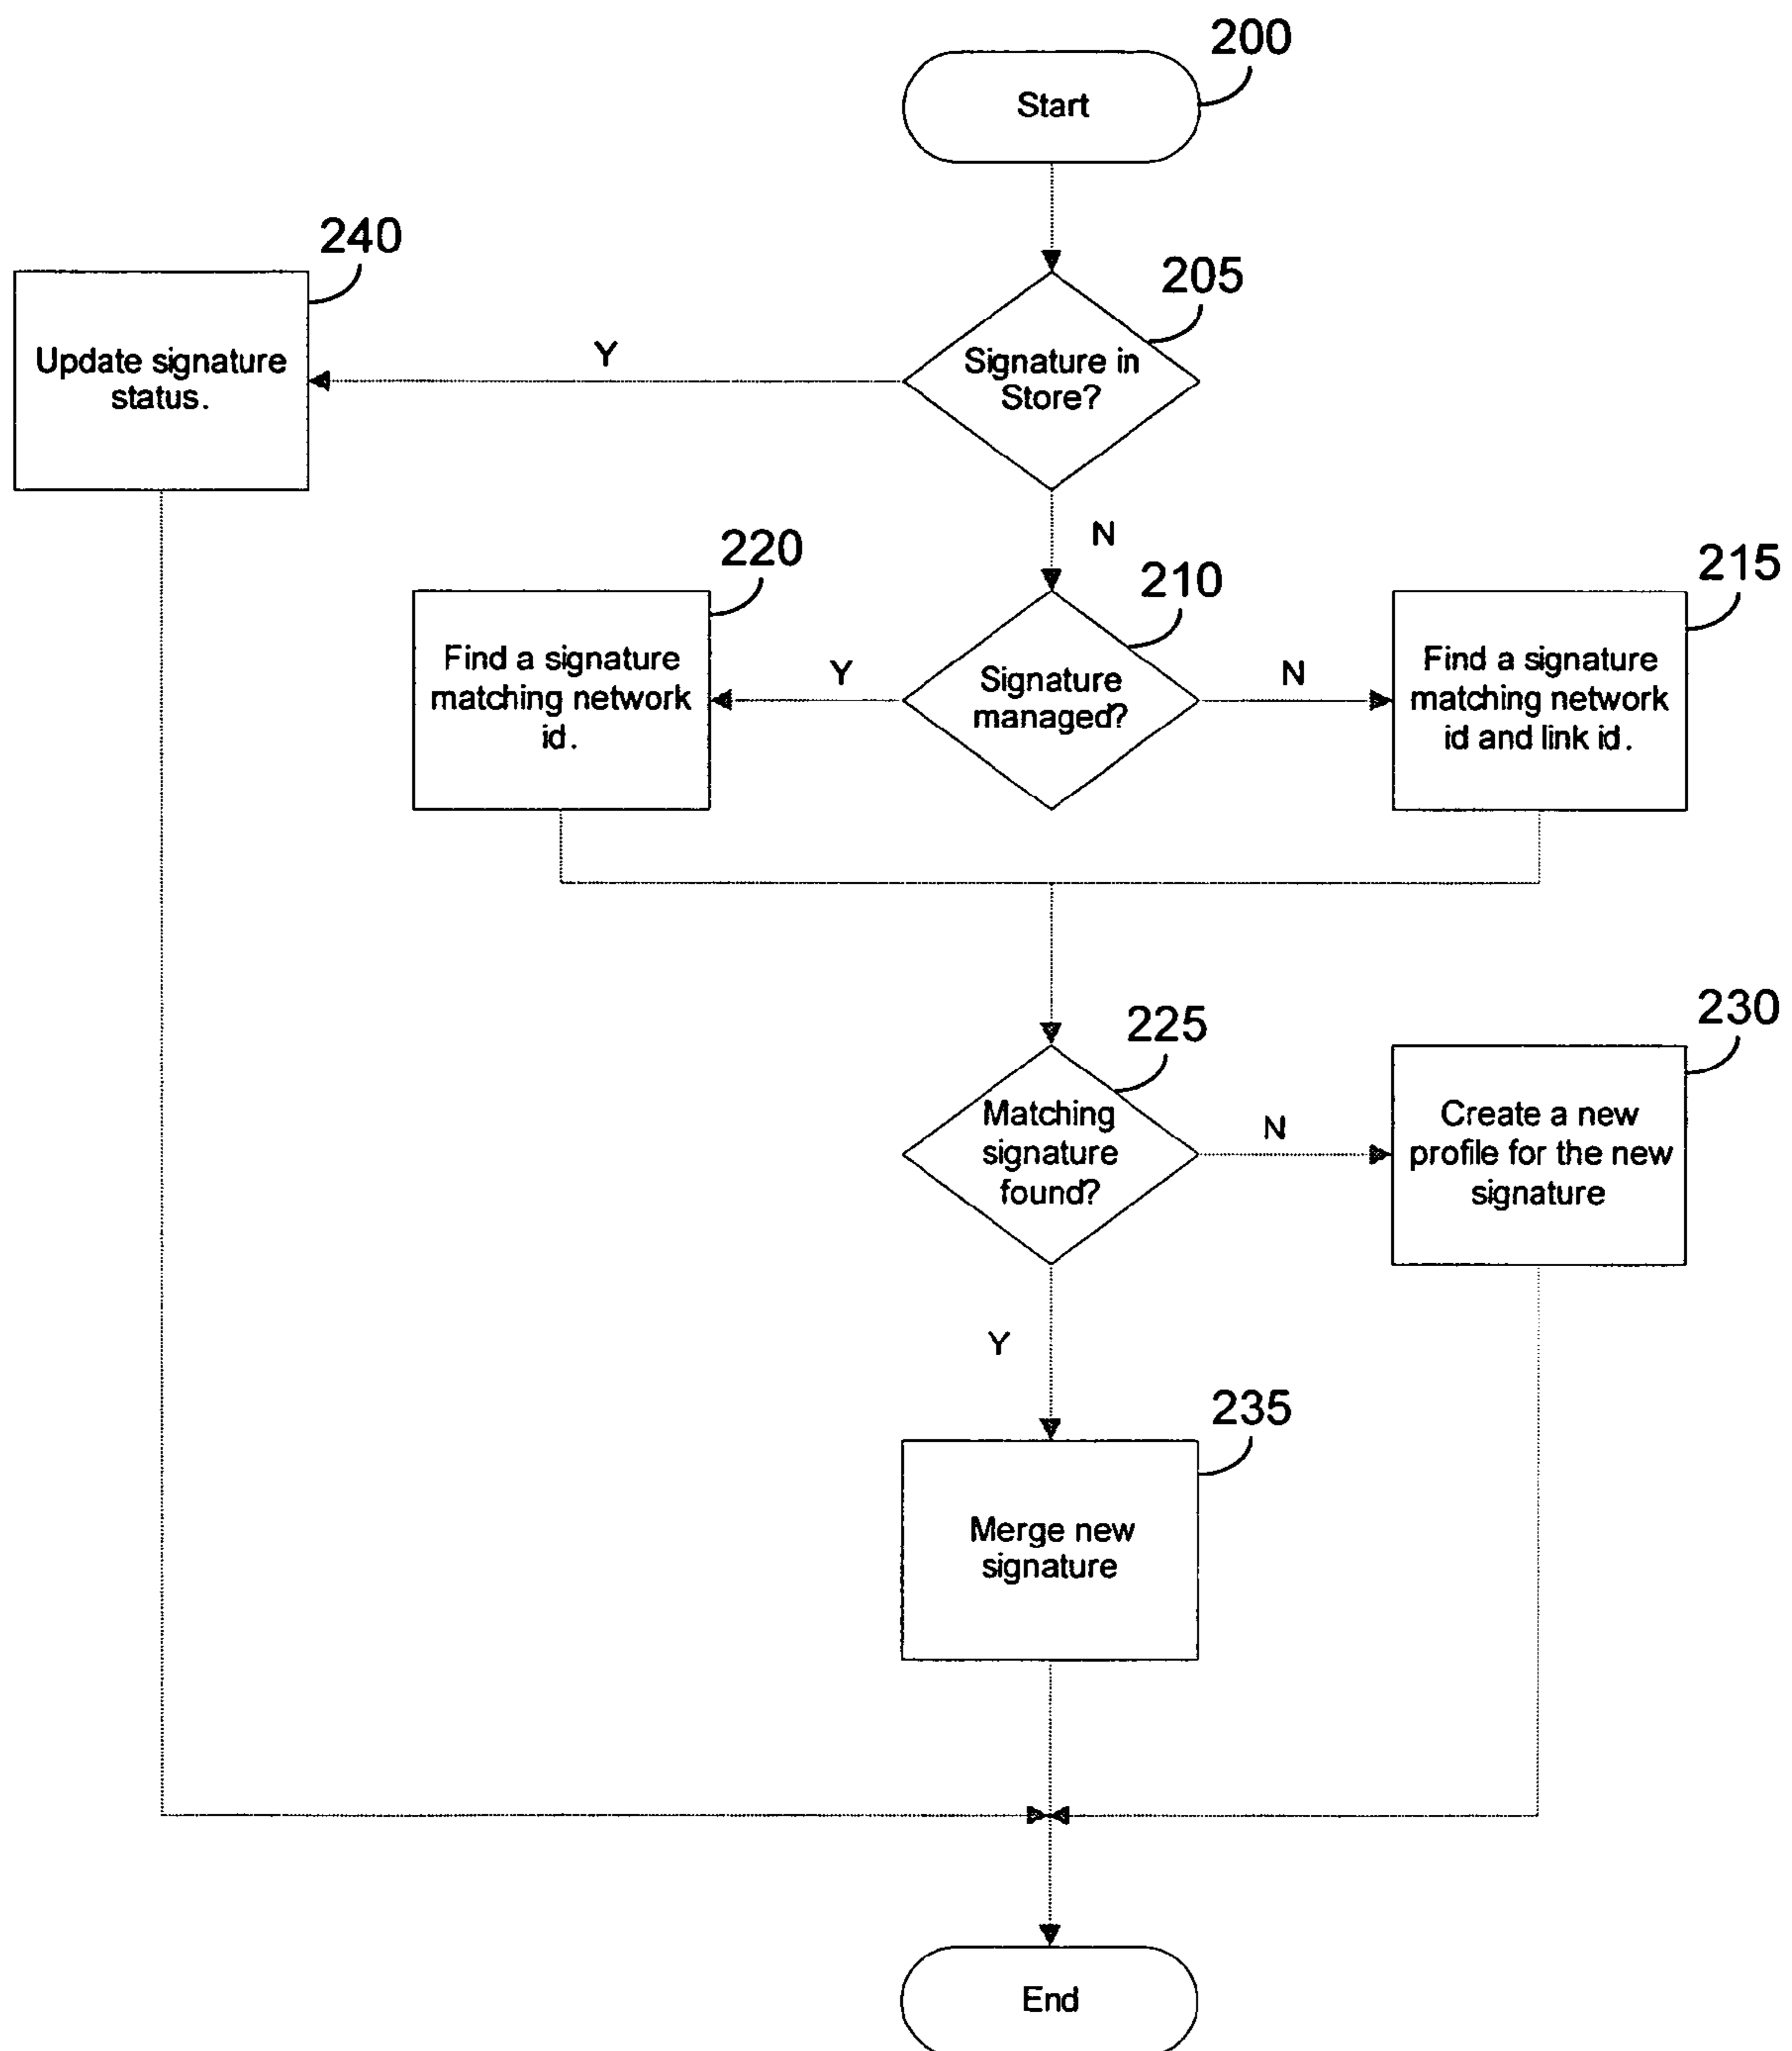 200
Start
240
205
Update signature
status.
Y
Signature in
Store?
N
220
210
215
Find a signature
matching network
id.
Y
Signature
managed?
N
Find a signature
matching network
id and link id.
225
230
Matching
signature
found?
N
Create a new
profile for the new
signature
Y
235
Merge new
signature
End